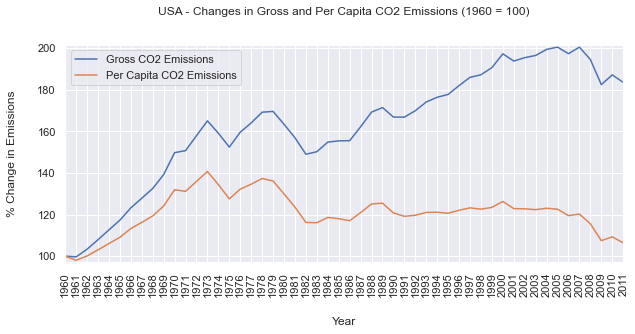 USA - Changes in Gross and Per Capita CO2 Emissions (1960 = 100)
Gross CO2 Emissions
Per Capita CO2 Emissions
% Change in Emissions
200
180
160
140
120
100
1960 1961 1962 1963 1964 1965 1966 1967 1968 1969 1970 1971 1972 1973 1974 1975 1976 1977 1978 1979 1980 1981 1982 1983 1984 1985 1986 1987 1988 1989 1990 1991 1992 1993 1994 1995 1996 1997 1998 1999 2000 2001 2002 2003 2004 2005 2006 2007 2008 2009 2010 2011
Year